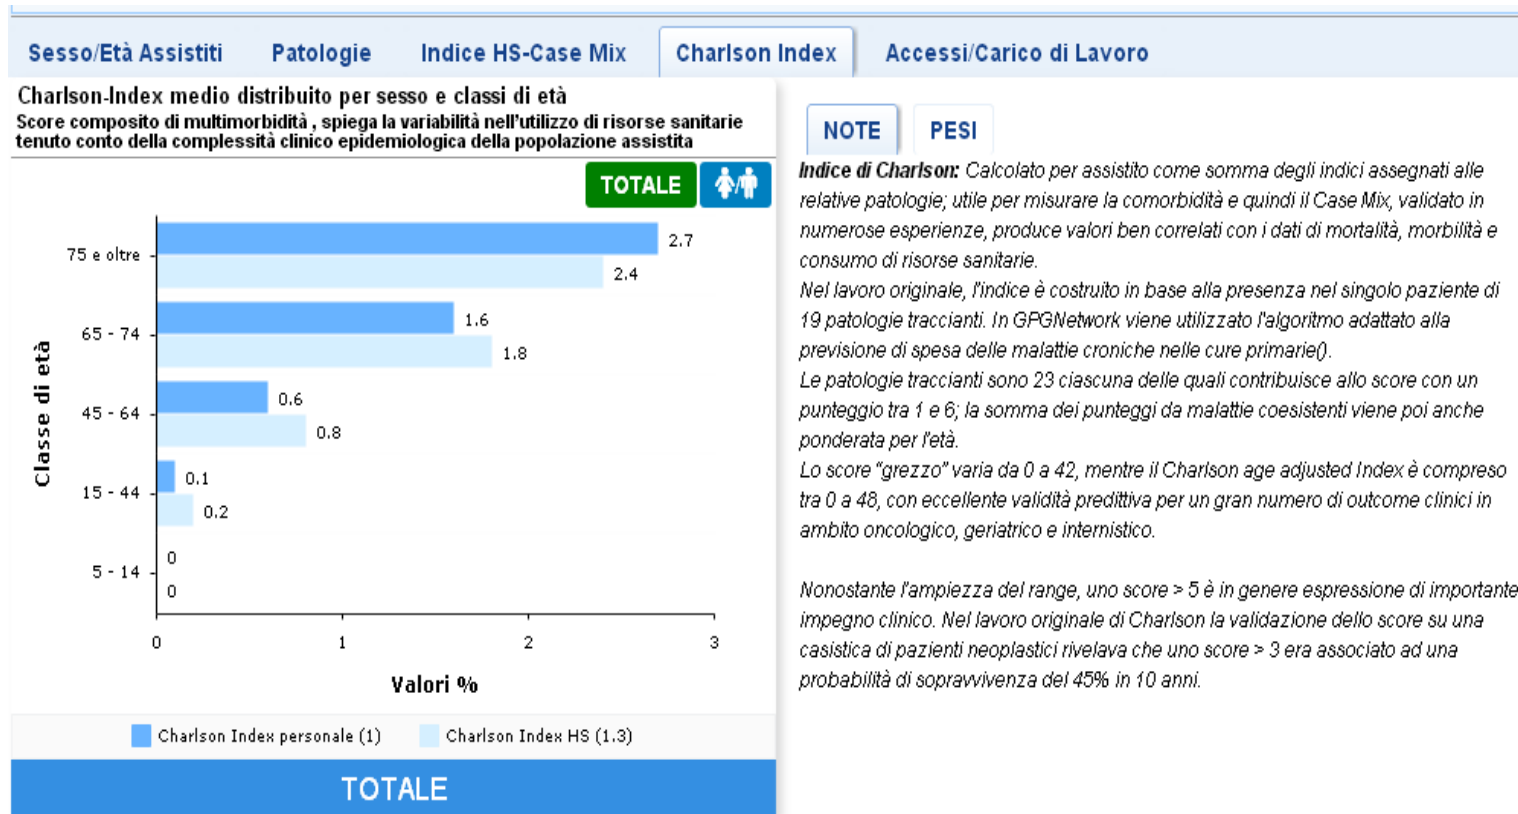 Sesso/Età Assistiti
Patologie
Indice HS-Case Mix
Charlson Index
Accessi/Carico di Lavoro
Charlson-Index medio distribuito per sesso e classi di età
Score composito di multimorbidità , spiega la variabilità nell'utilizzo di risorse sanitarie
tenuto conto della complessità clinico epidemiologica della popolazione assistita
TOTALE
Classe di età
75 e oltre
2.7
2.4
65 - 74
1.6
1.8
45 - 64
0.6
0.8
15 - 44
0.1
0.2
5 - 14
0
0
0
1
2
3
Valori %
Charlson Index personale (1)
Charlson Index HS (1.3)
TOTALE
NOTE
PESI
Indice di Charlson: Calcolato per assistito come somma degli indici assegnati alle
relative patologie; utile per misurare la comorbidità e quindi il Case Mix, validato in
numerose esperienze, produce valori ben correlati con i dati di mortalità, morbilità e
consumo di risorse sanitarie.
Nel lavoro originale, l'indice è costruito in base alla presenza nel singolo paziente di
19 patologie traccianti. In GPGNetwork viene utilizzato l'algoritmo adattato alla
previsione di spesa delle malattie croniche nelle cure primarie().
Le patologie traccianti sono 23 ciascuna delle quali contribuisce allo score con un
punteggio tra 1 e 6; la somma dei punteggi da malattie coesistenti viene poi anche
ponderata per l'età.
Lo score "grezzo" varia da 0 a 42, mentre il Charlson age adjusted Index è compreso
tra 0 a 48, con eccellente validità predittiva per un gran numero di outcome clinici in
ambito oncologico, geriatrico e internistico.
Nonostante l'ampiezza del range, uno score > 5 è in genere espressione di importante
impegno clinico. Nel lavoro originale di Charlson la validazione dello score su una
casistica di pazienti neoplastici rivelava che uno score > 3 era associato ad una
probabilità di sopravvivenza del 45% in 10 anni.